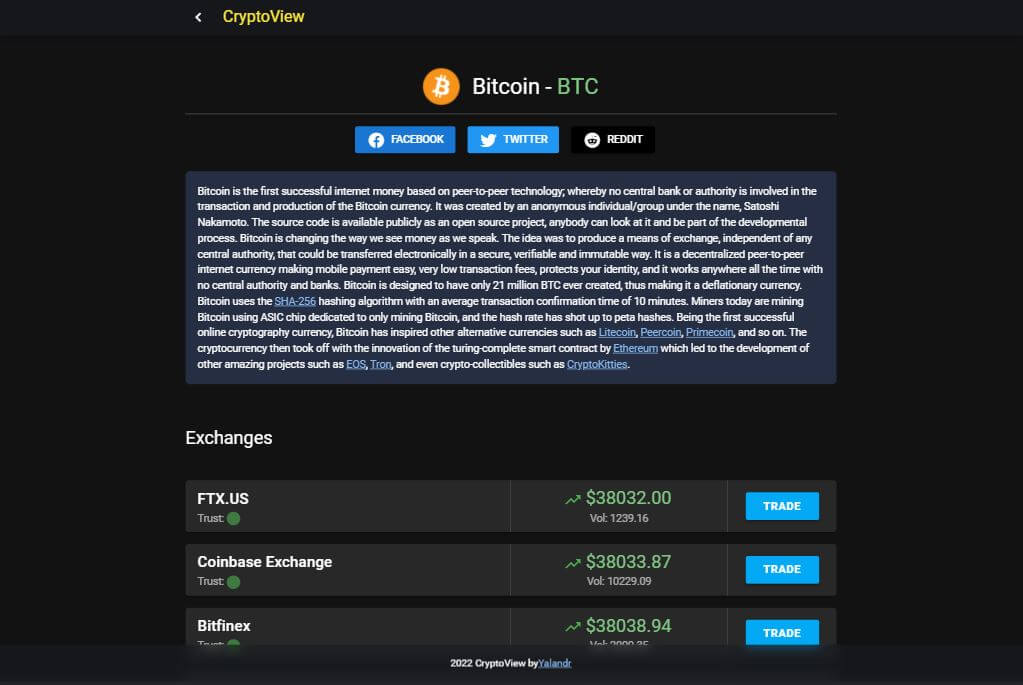 CryptoView
Bitcoin - BTC
FACEBOOK TWITTER REDDIT
Bitcoin is the first successful internet money based on peer-to-peer technology; whereby no central bank or authority is involved in the
transaction and production of the Bitcoin currency. It was created by an anonymous individual/group under the name, Satoshi
Nakamoto. The source code is available publicly as an open source project, anybody can look at it and be part of the developmental
process. Bitcoin is changing the way we see money as we speak. The idea was to produce a means of exchange, independent of any
central authority, that could be transferred electronically in a secure, verifiable and immutable way. It is a decentralized peer-to-peer
internet currency making mobile payment easy, very low transaction fees, protects your identity, and it works anywhere all the time with
no central authority and banks. Bitcoin is designed to have only 21 million BTC ever created, thus making it a deflationary currency.
Bitcoin uses the SHA-256 hashing algorithm with an average transaction confirmation time of 10 minutes. Miners today are mining
Bitcoin using ASIC chip dedicated to only mining Bitcoin, and the hash rate has shot up to peta hashes. Being the first successful
online cryptography currency, Bitcoin has inspired other alternative currencies such as Litecoin, Peercoin, Primecoin, and so on. The
cryptocurrency then took off with the innovation of the turing-complete smart contract by Ethereum which led to the development of
other amazing projects such as EOS, Tron, and even crypto-collectibles such as CryptoKitties.
Exchanges
FTX.US $38032.00 TRADE
Trust: Vol: 1239.16
Coinbase Exchange $38033.87 TRADE
Trust: Vol: 10229.09
Bitfinex $38038.94 TRADE
Trust:
2022 CryptoView byYalandr